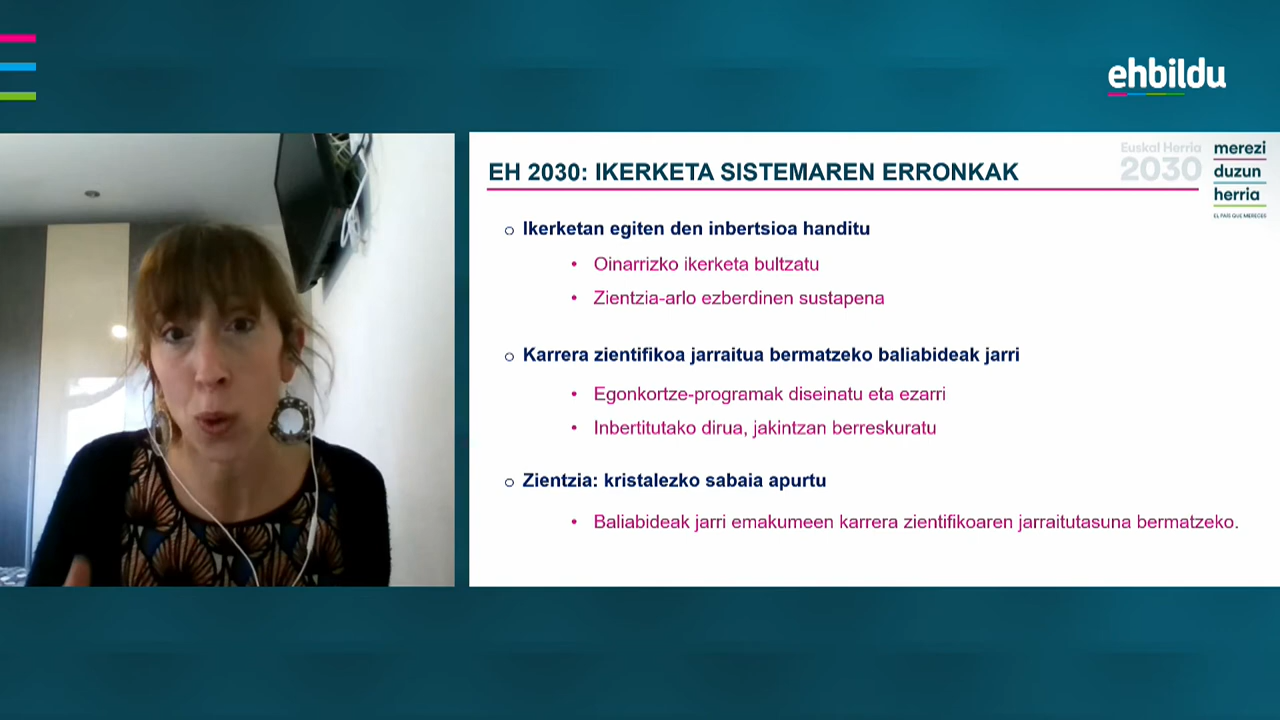 ehbildu
Euskal Herria
2030
merezi
duzun
herria
EL PAÍS QUE MERECES
EH 2030: IKERKETA SISTEMAREN ERRONKAK
o Ikerketan egiten den inbertsioa handitu
• Oinarrizko ikerketa bultzatu
• Zientzia-arlo ezberdinen sustapena
o Karrera zientifikoa jarraitua bermatzeko baliabideak jarri
• Egonkortze-programak diseinatu eta ezarri
• Inbertitutako dirua, jakintzan berreskuratu
o Zientzia: kristalezko sabaia apurtu
• Baliabideak jarri emakumeen karrera zientifikoaren jarraitutasuna bermatzeko.